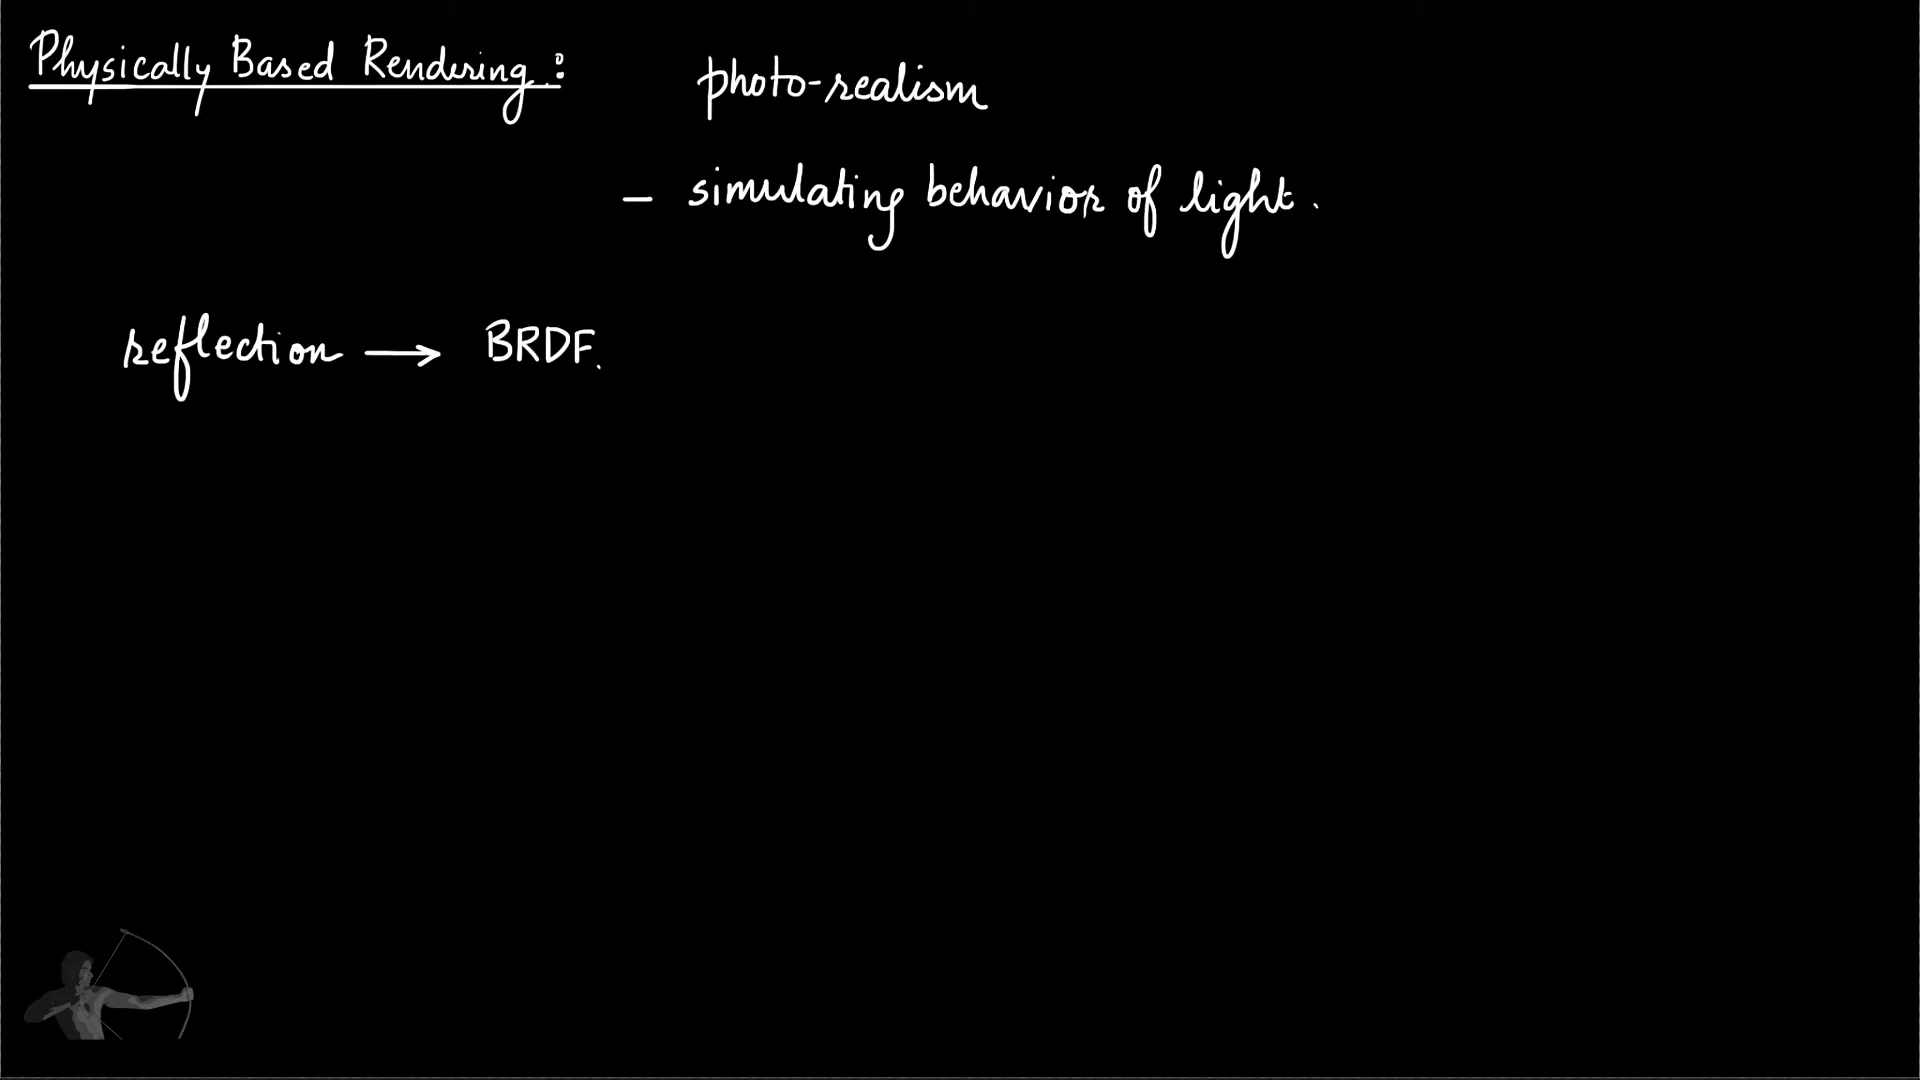 Physically Based Rendering : photo-realism
- simulating behavior of light.
reflection → BRDF.